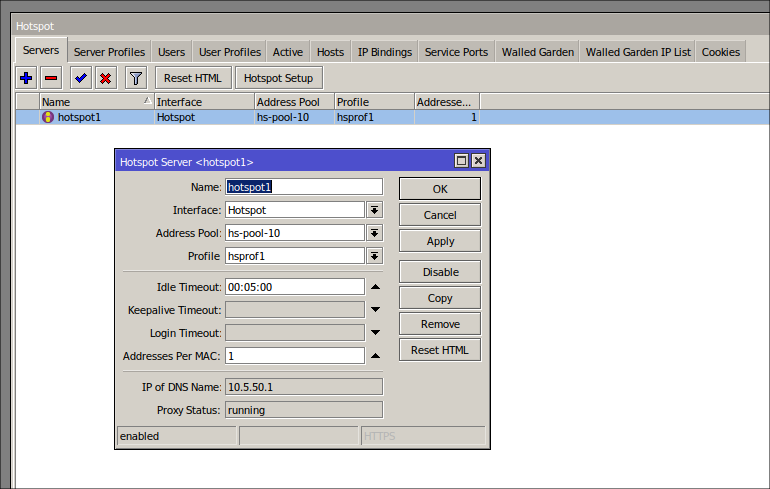 Hotspot
Servers Server Profiles Users User Profiles Active Hosts IP Bindings Service Ports Walled Garden Walled Garden IP List Cookies
Reset HTML Hotspot Setup
Name Interface Address Pool Profile Addresse...
hotspot1 Hotspot hs-pool-10 hsprof1 1
Hotspot Server <hotspot1>
Name: hotspot1 OK
Interface: Hotspot Cancel
Address Pool: hs-pool-10 Apply
Profile hsprof1
Disable
Idle Timeout: 00:05:00
Copy
Keepalive Timeout:
Remove
Login Timeout:
Addresses Per MAC: 1 Reset HTML
IP of DNS Name: 10.5.50.1
Proxy Status: running
enabled HTTPS